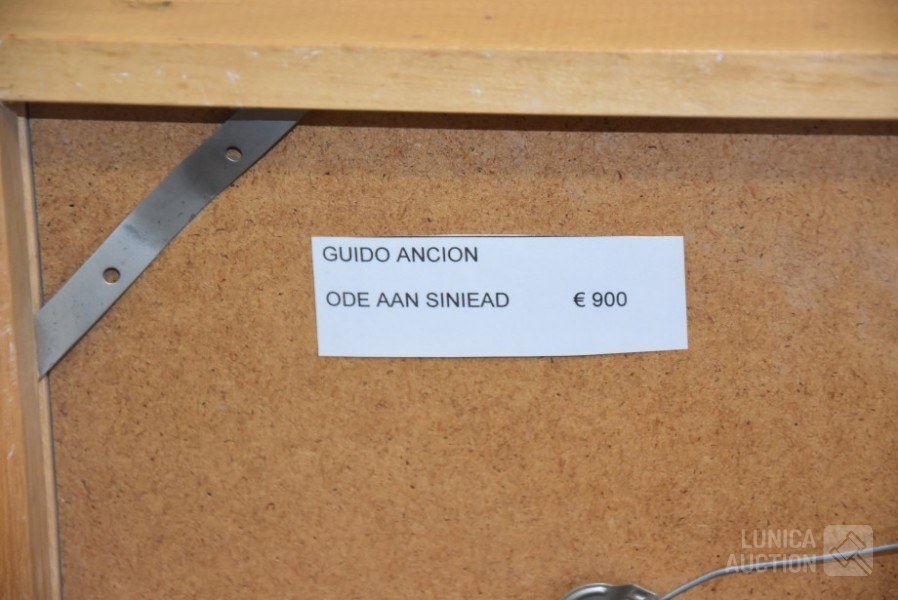 GUIDO ANCION
ODE AAN SINIEAD € 900
LUNICA
AUCTION